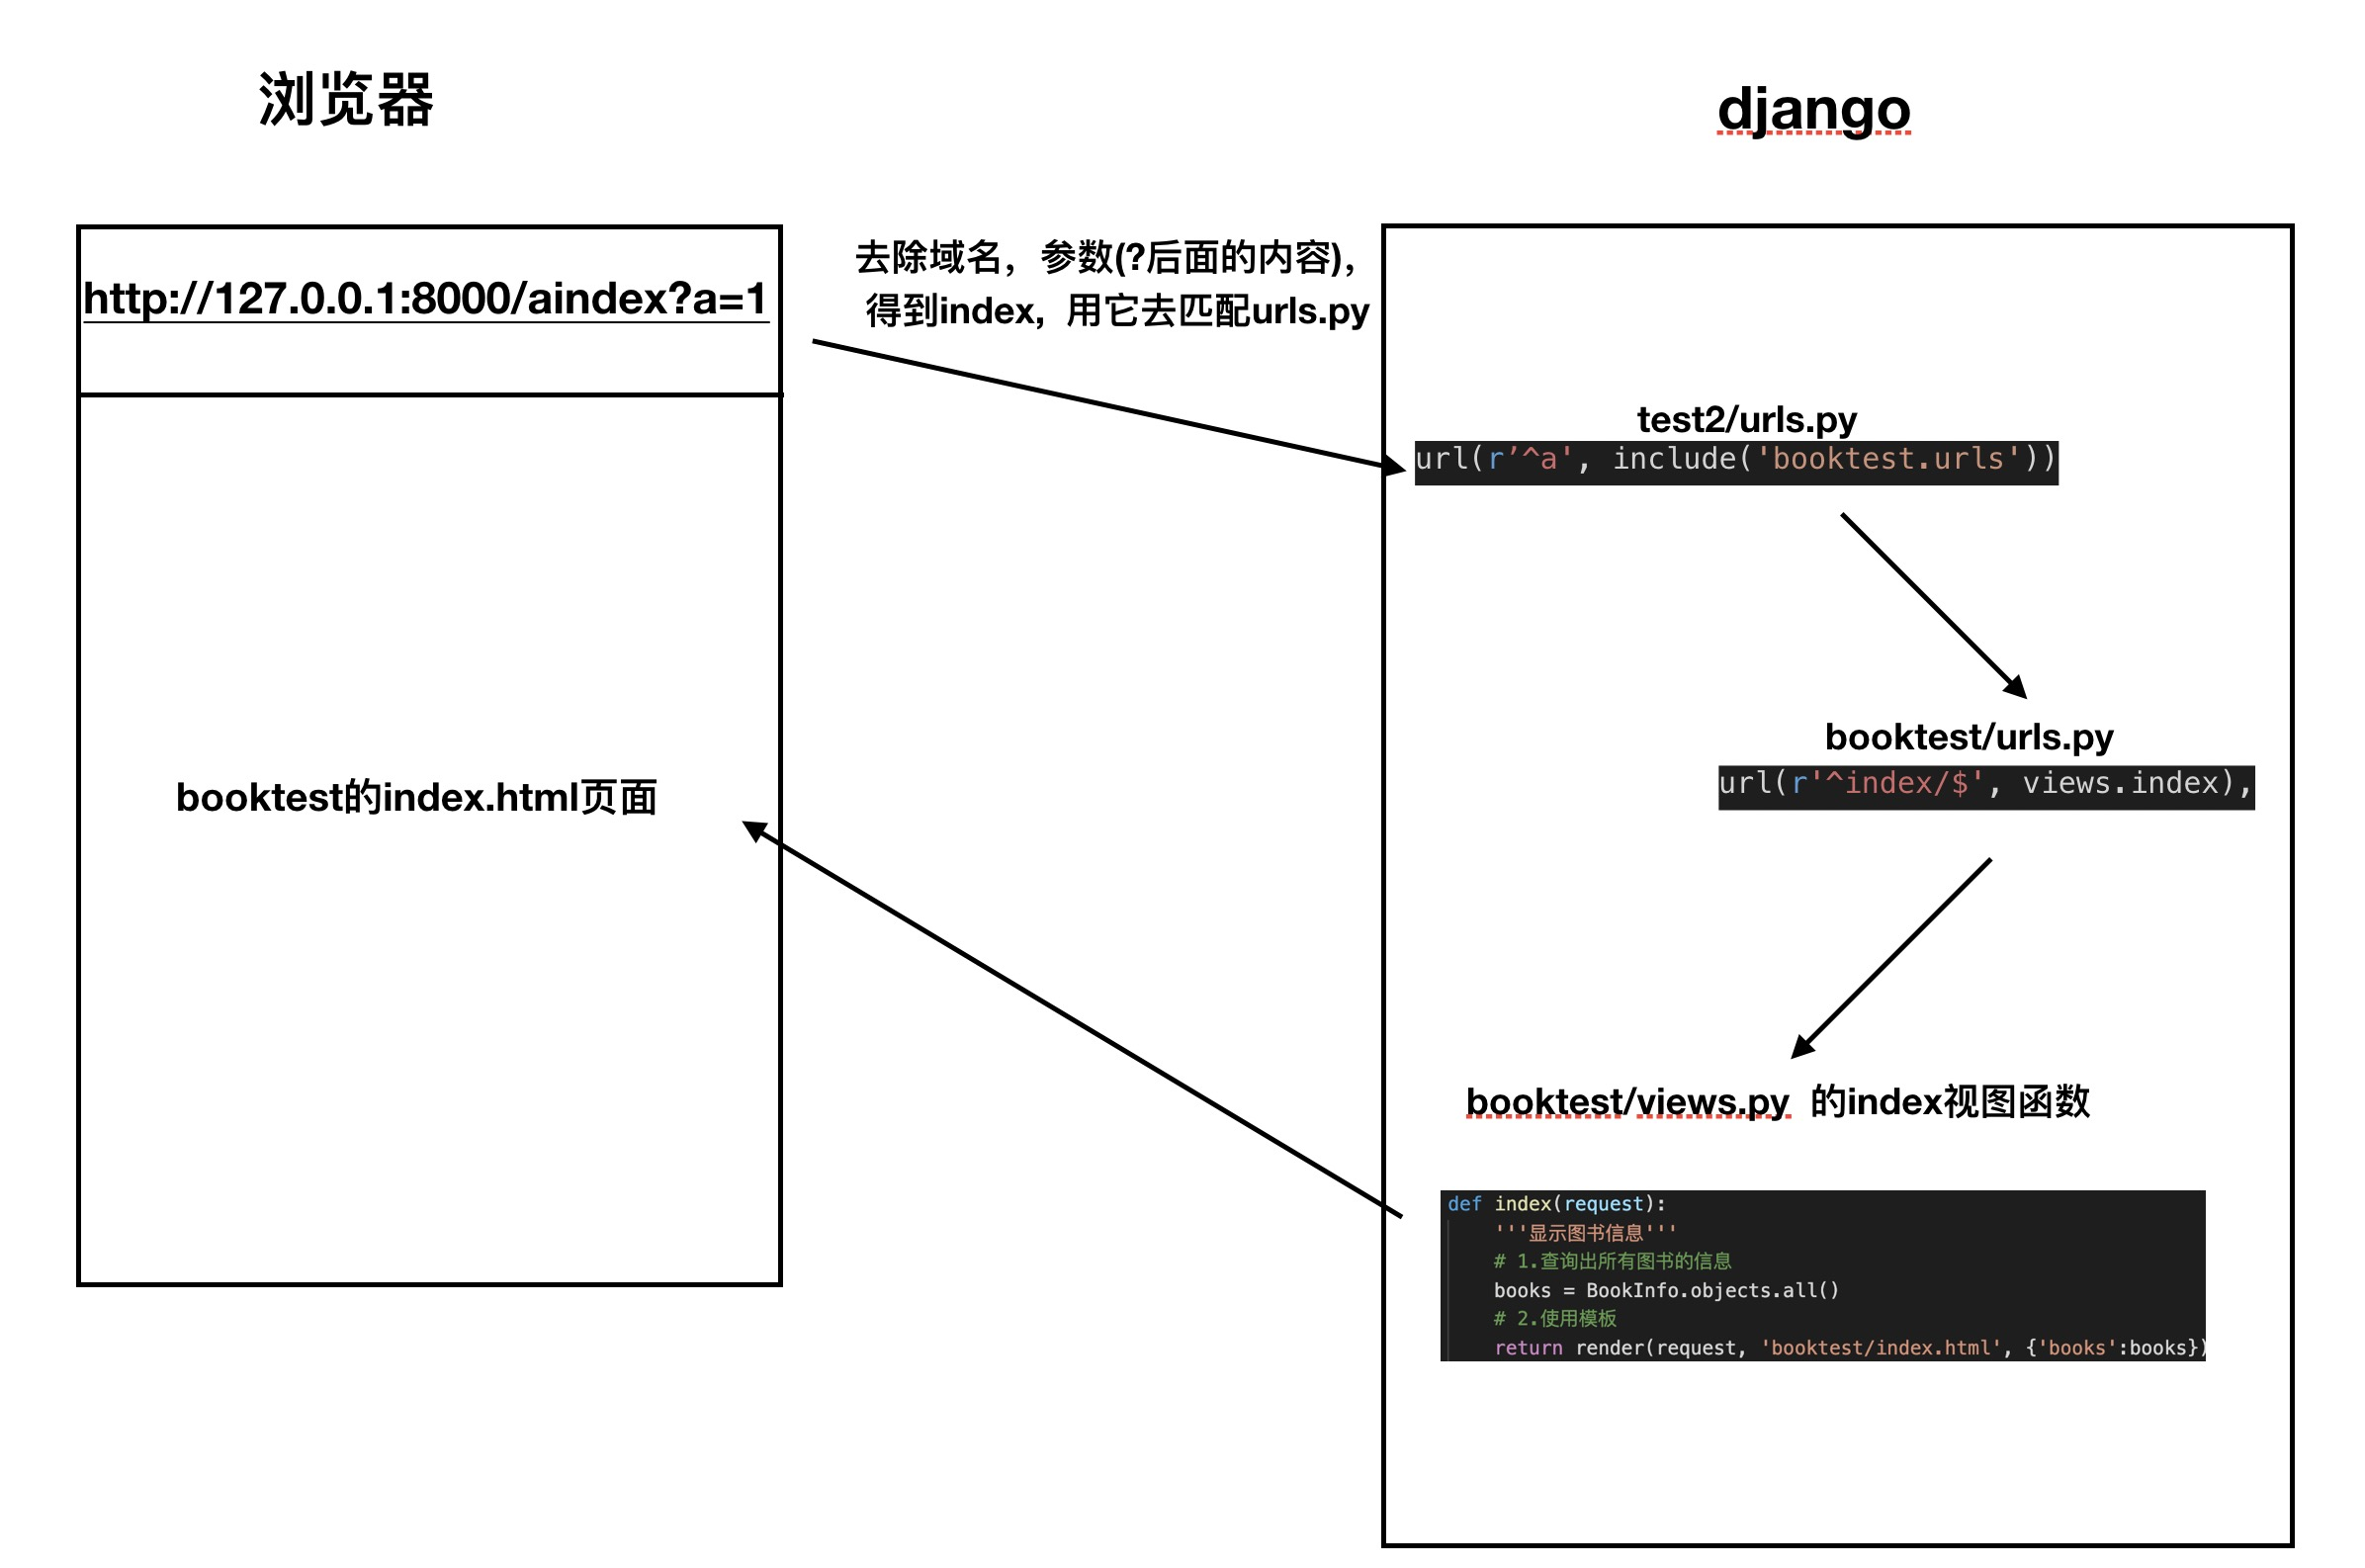 浏览器
django
http://127.0.0.1:8000/aindex?a=1
去除域名，参数(?后面的内容)，
得到index，用它去匹配urls.py
test2/urls.py
url(r’^a', include('booktest.urls'))
booktest/urls.py
url(r'^index/$', views.index),
booktest的index.html页面
booktest/views.py 的index视图函数
def index(request):
'''显示图书信息'''
# 1.查询出所有图书的信息
books = BookInfo.objects.all()
# 2.使用模板
return render(request, 'booktest/index.html', {'books':books})